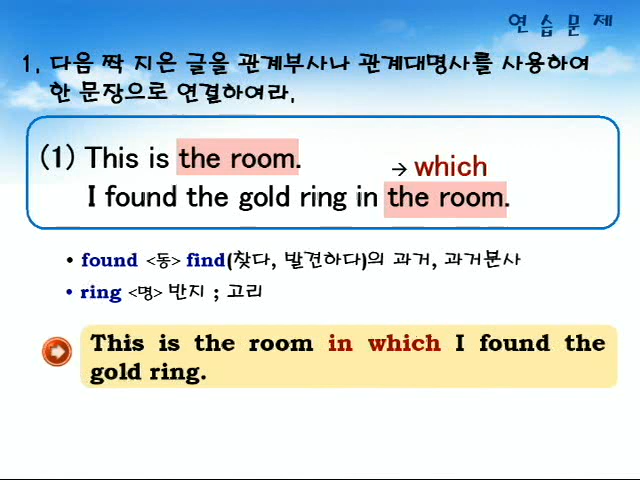 연 습 문 제
1. 다음 짝 지은 글을 관계부사나 관계대명사를 사용하여
한 문장으로 연결하여라.
(1) This is the room.
→ which
I found the gold ring in the room.
• found <동> find(찾다, 발견하다)의 과거, 과거분사
• ring <명> 반지 ; 고리
This is the room in which I found the
gold ring.